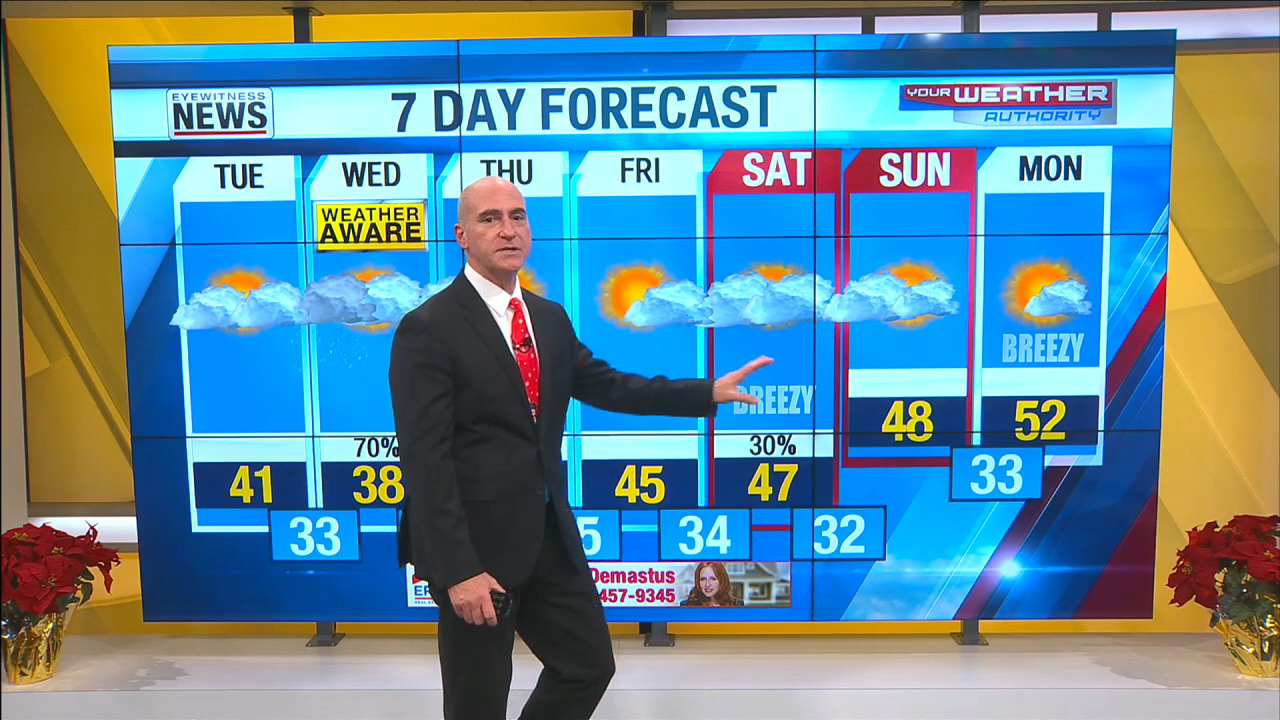 EYEWITNESS
NEWS
7 DAY FORECAST
YOUR WEATHER
AUTHORITY
TUE
WED
THU
FRI
SAT
SUN
MON
WEATHER
AWARE
BREEZY
BREEZY
70%
30%
41
38
45
47
48
52
33
5
34
32
33
Demastus
457-9345